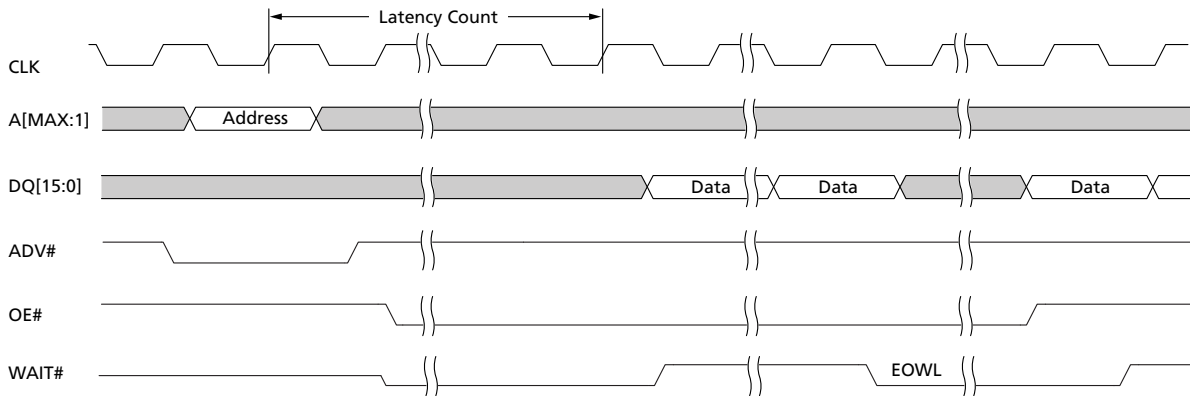 Latency Count
CLK
A[MAX:1] Address
DQ[15:0] Data Data Data
ADV#
OE#
WAIT# EOWL